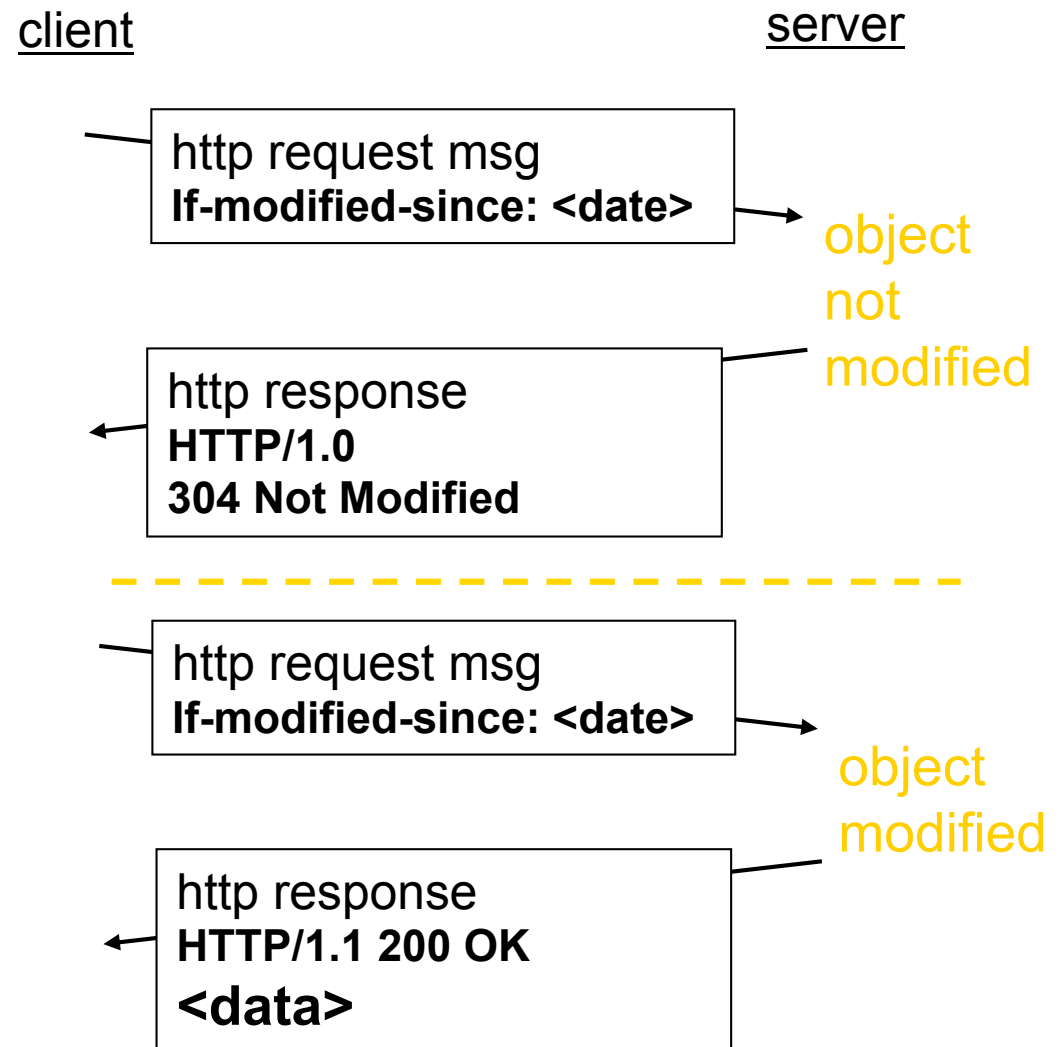 client
server
http request msg
If-modified-since: <date>
object
not
modified
http response
HTTP/1.0
304 Not Modified
http request msg
If-modified-since: <date>
object
modified
http response
HTTP/1.1 200 OK
<data>